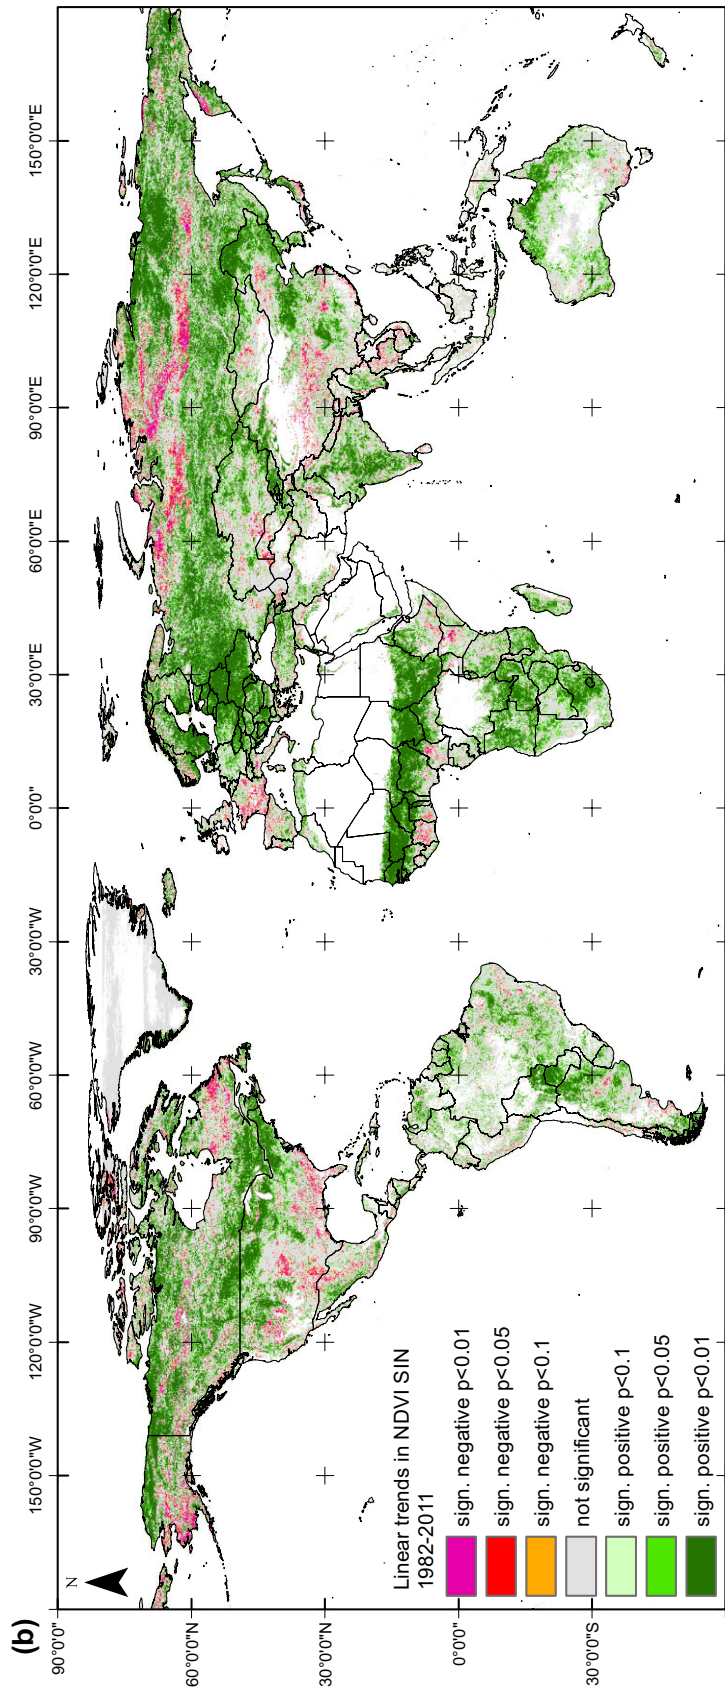 (b)
N
90°0'0"
60°0'0"N
30°0'0"N
0°0'0"
30°0'0"S
150°0'0"W
120°0'0"W
90°0'0"W
60°0'0"W
30°0'0"W
0°0'0"
30°0'0"E
60°0'0"E
90°0'0"E
120°0'0"E
150°0'0"E
Linear trends in NDVI SIN
1982-2011
sign. negative p<0.01
sign. negative p<0.05
sign. negative p<0.1
not significant
sign. positive p<0.1
sign. positive p<0.05
sign. positive p<0.01